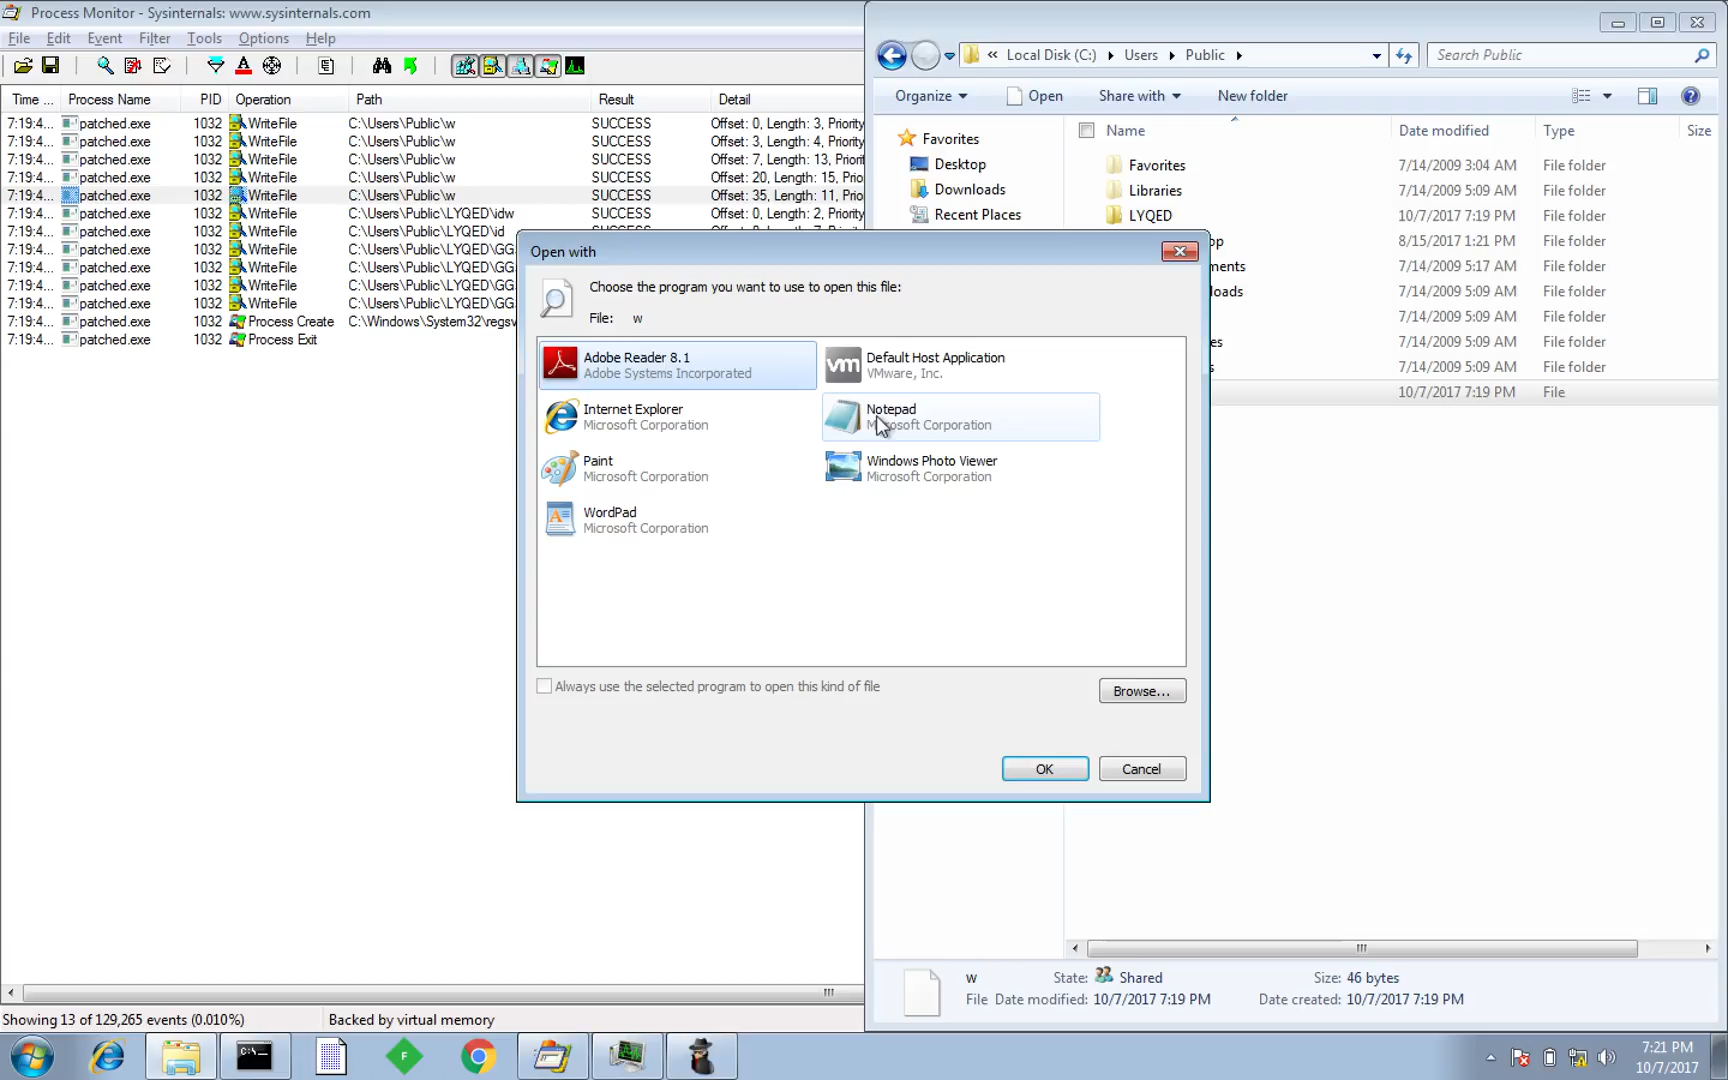 Process Monitor - Sysinternals: www.sysinternals.com
File Edit Event Filter Tools Options Help
Time ... Process Name PID Operation Path Result Detail
7:19:4... patched.exe 1032 WriteFile C:\Users\Public\w SUCCESS Offset: 0, Length: 3, Priority
7:19:4... patched.exe 1032 WriteFile C:\Users\Public\w SUCCESS Offset: 3, Length: 4, Priority
7:19:4... patched.exe 1032 WriteFile C:\Users\Public\w SUCCESS Offset: 7, Length: 13, Prio
7:19:4... patched.exe 1032 WriteFile C:\Users\Public\w SUCCESS Offset: 20, Length: 15, Prio
7:19:4... patched.exe 1032 WriteFile C:\Users\Public\w SUCCESS Offset: 35, Length: 11, Prio
7:19:4... patched.exe 1032 WriteFile C:\Users\Public\LYQED\idw SUCCESS Offset: 0, Length: 2, Priority
7:19:4... patched.exe 1032 WriteFile C:\Users\Public\LYQED\id
7:19:4... patched.exe 1032 WriteFile C:\Users\Public\LYQED\GG
7:19:4... patched.exe 1032 WriteFile C:\Users\Public\LYQED\GG
7:19:4... patched.exe 1032 WriteFile C:\Users\Public\LYQED\GG
7:19:4... patched.exe 1032 WriteFile C:\Users\Public\LYQED\GG
7:19:4... patched.exe 1032 Process Create C:\Windows\System32\regsv
7:19:4... patched.exe 1032 Process Exit
Showing 13 of 129,265 events (0.010%) Backed by virtual memory
« Local Disk (C:) Users Public Search Public
Organize Open Share with New folder
Favorites
Desktop
Downloads
Recent Places
Name Date modified Type Size
Favorites 7/14/2009 3:04 AM File folder
Libraries 7/14/2009 5:09 AM File folder
LYQED 10/7/2017 7:19 PM File folder
op 8/15/2017 1:21 PM File folder
ments 7/14/2009 5:17 AM File folder
loads 7/14/2009 5:09 AM File folder
7/14/2009 5:09 AM File folder
es 7/14/2009 5:09 AM File folder
s 7/14/2009 5:09 AM File folder
10/7/2017 7:19 PM File
Open with
Choose the program you want to use to open this file:
File: w
Adobe Reader 8.1
Adobe Systems Incorporated
vm Default Host Application
VMware, Inc.
Internet Explorer
Microsoft Corporation
Notepad
Microsoft Corporation
Paint
Microsoft Corporation
Windows Photo Viewer
Microsoft Corporation
WordPad
Microsoft Corporation
Always use the selected program to open this kind of file
Browse...
OK Cancel
w State: Shared Size: 46 bytes
File Date modified: 10/7/2017 7:19 PM Date created: 10/7/2017 7:19 PM
7:21 PM
10/7/2017